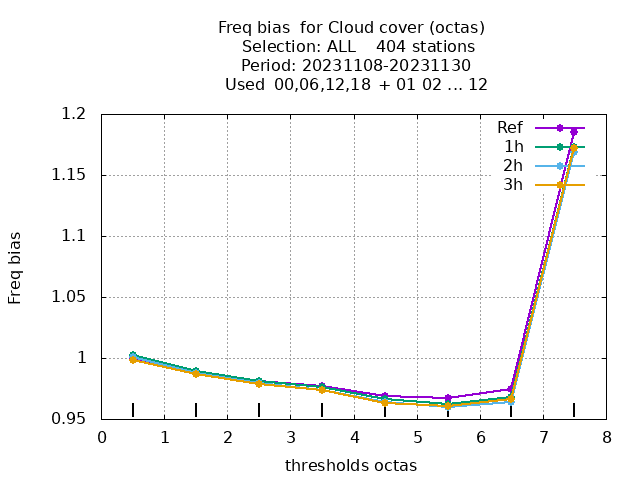 Freq bias  for Cloud cover (octas)
Selection: ALL    404 stations
Period: 20231108-20231130
Used  00,06,12,18  + 01 02 ... 12
Ref
1h
2h
3h
1.2
1.15
1.1
1.05
1
0.95
0 1 2 3 4 5 6 7 8
Freq bias
thresholds octas